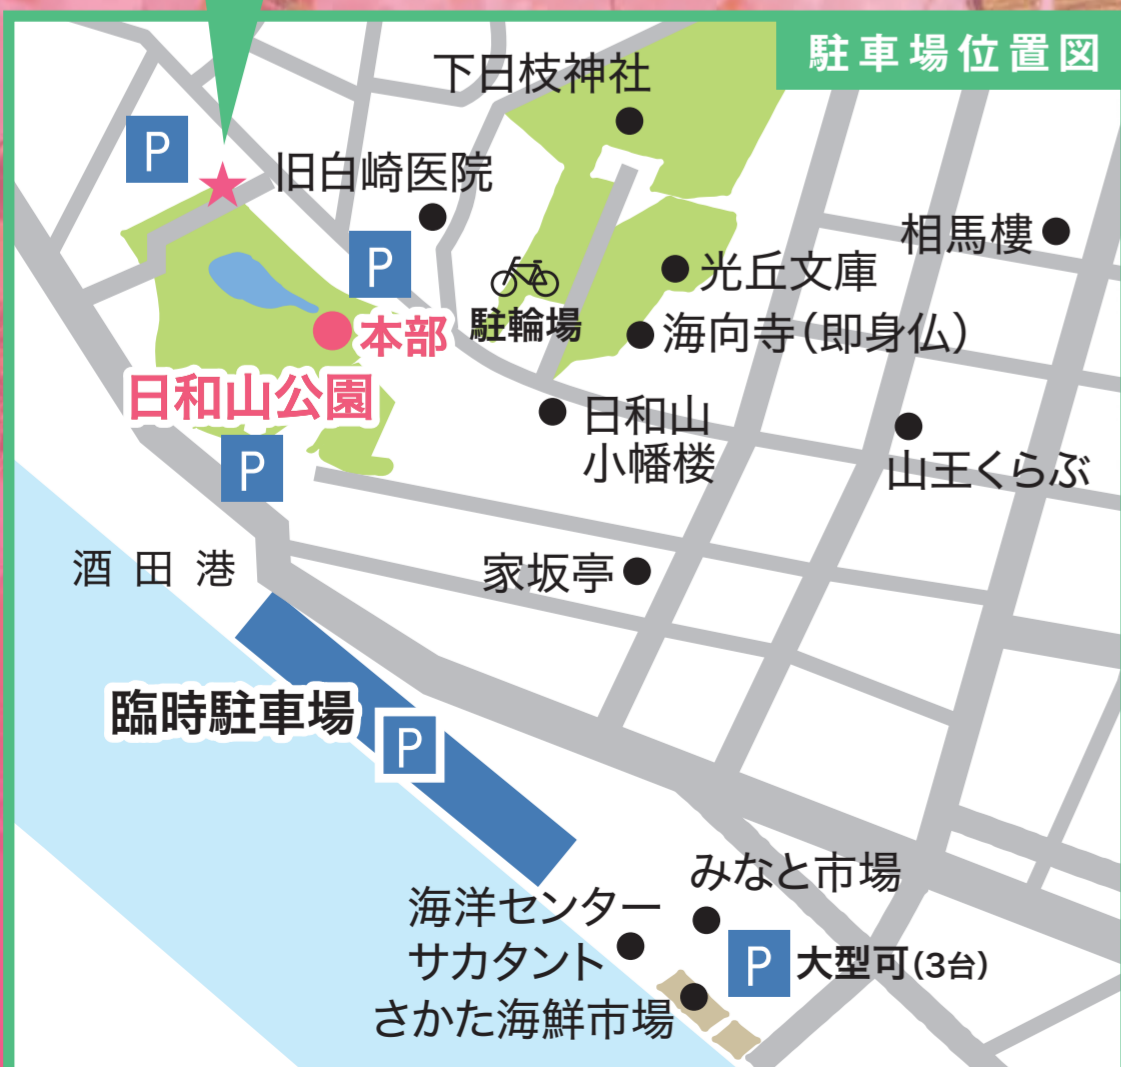 駐車場位置図
下日枝神社
P
旧白崎医院
相馬樓
P
光丘文庫
駐輪場
海向寺(即身仏)
本部
日和山公園
日和山
小幡楼
山王くらぶ
P
酒田港
家坂亭
臨時駐車場
P
みなと市場
海洋センター
サカタント
P 大型可(3台)
さかた海鮮市場